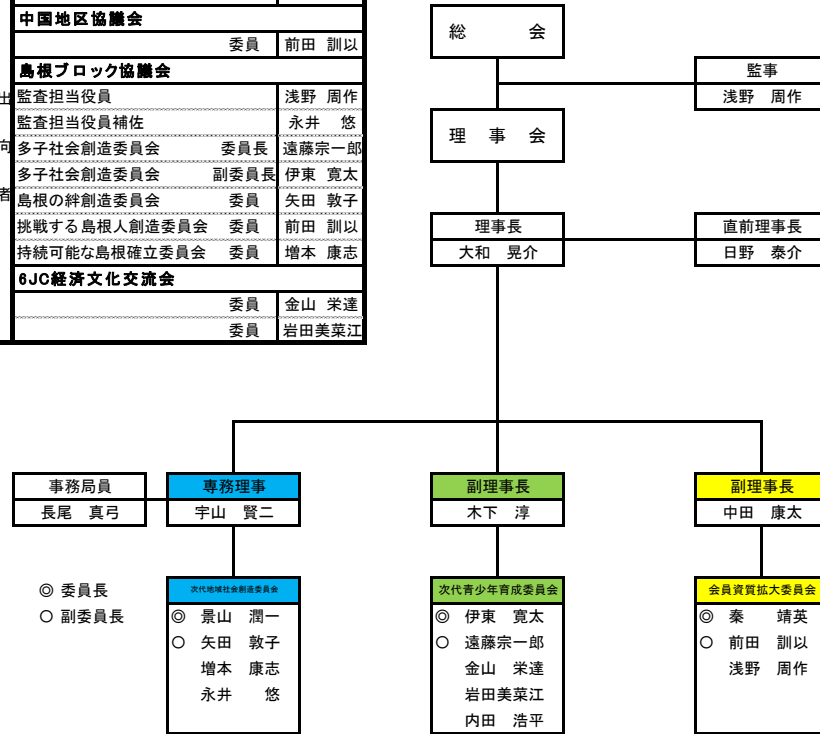 中国地区協議会
委員 前田 訓以
島根ブロック協議会
出
向
者
監査担当役員 浅野 周作
監査担当役員補佐 永井 悠
多子社会創造委員会 委員長 遠藤宗一郎
多子社会創造委員会 副委員長 伊東 寛太
島根の絆創造委員会 委員 矢田 敦子
挑戦する島根人創造委員会 委員 前田 訓以
持続可能な島根確立委員会 委員 増本 康志
6JC経済文化交流会
委員 金山 栄達
委員 岩田美菜江
総 会
監事
浅野 周作
理 事 会
理事長
大和 晃介
直前理事長
日野 泰介
事務局員
長尾 真弓
専務理事
宇山 賢二
副理事長
木下 淳
副理事長
中田 康太
◎ 委員長
○ 副委員長
次代地域社会創造委員会
◎ 景山 潤一
○ 矢田 敦子
増本 康志
永井 悠
次代青少年育成委員会
◎ 伊東 寛太
○ 遠藤宗一郎
金山 栄達
岩田美菜江
内田 浩平
会員資質拡大委員会
◎ 秦 靖英
○ 前田 訓以
浅野 周作